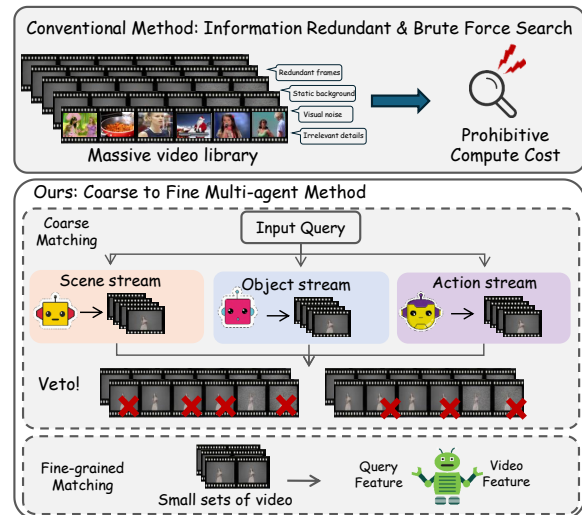 Conventional Method: Information Redundant & Brute Force Search
Redundant frames
Static background
Visual noise
Irrelevant details
Massive video library
Prohibitive
Compute Cost
Ours: Coarse to Fine Multi-agent Method
Coarse
Matching
Input Query
Scene stream
Object stream
Action stream
Veto!
Fine-grained
Matching
Small sets of video
Query
Feature
Video
Feature